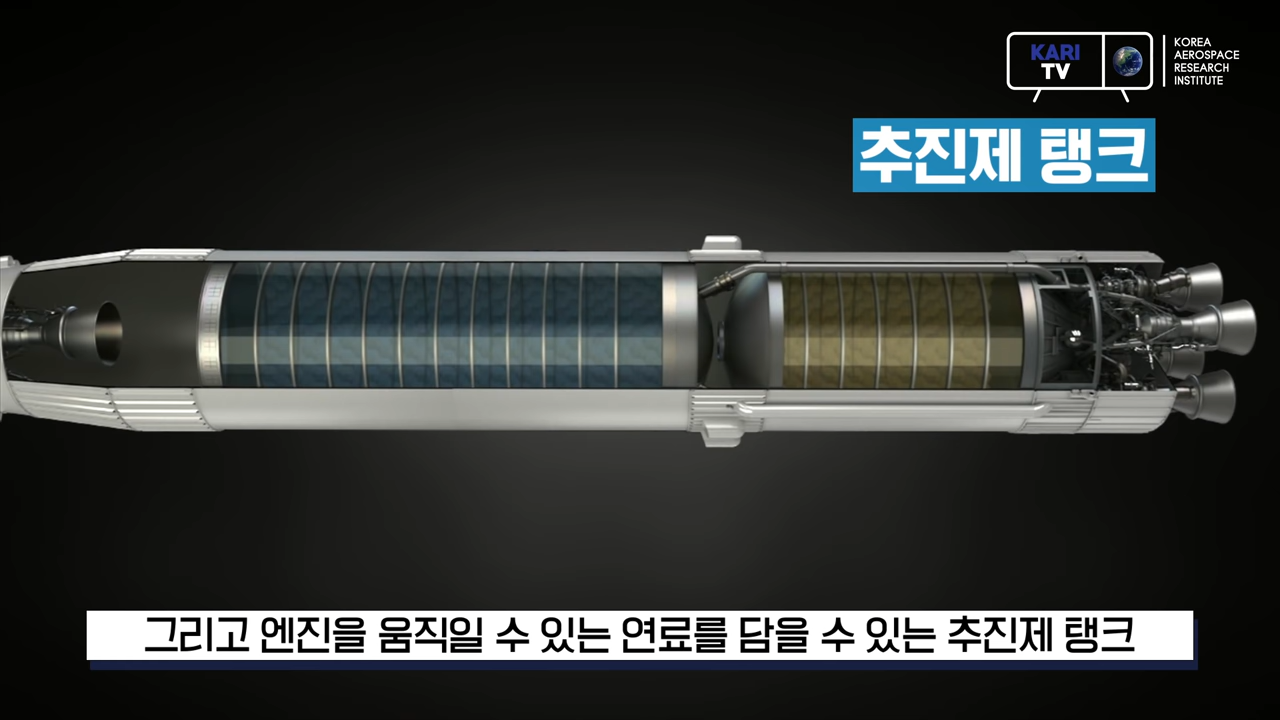 KARI
TV
KOREA
AEROSPACE
RESEARCH
INSTITUTE
추진제 탱크
그리고 엔진을 움직일 수 있는 연료를 담을 수 있는 추진제 탱크